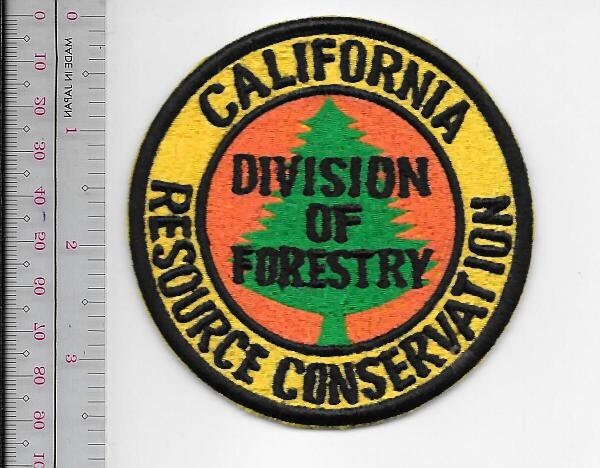 CALIFORNIA
DIVISION
OF
FORESTRY
RESOURCE CONSERVATION
0
10
20
30
40
50
60
70
80
90
0
1
2
3
MADE IN JAPAN